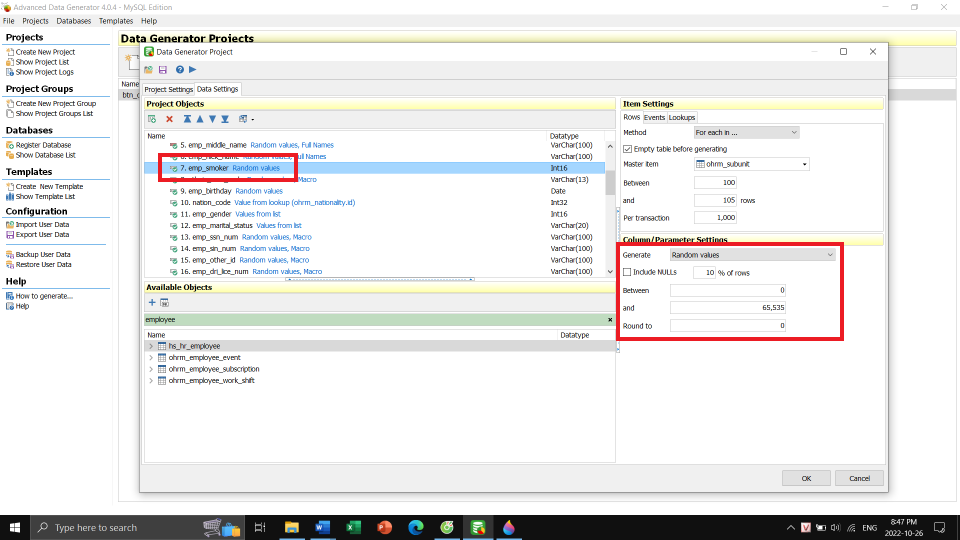 Advanced Data Generator 4.0.4 - MySQL Edition
File Projects Databases Templates Help
Projects
Create New Project
Show Project List
Show Project Logs
Project Groups
Create New Project Group
Show Project Groups List
Databases
Register Database
Show Database List
Templates
Create New Template
Show Template List
Configuration
Import User Data
Export User Data
Backup User Data
Restore User Data
Help
How to generate...
Help
Data Generator Projects
Name
btn_c
Data Generator Project
Project Settings Data Settings
Project Objects
Name Datatype
5. emp_middle_name Random values, Full Names VarChar(100)
6. emp_nick_name Random values, Full Names VarChar(100)
7. emp_smoker Random values Int16
Macro VarChar(13)
9. emp_birthday Random values Date
10. nation_code Value from lookup (ohrm_nationality.id) Int32
11. emp_gender Values from list Int16
12. emp_marital_status Values from list VarChar(20)
13. emp_ssn_num Random values, Macro VarChar(100)
14. emp_sin_num Random values, Macro VarChar(100)
15. emp_other_id Random values, Macro VarChar(100)
16. emp_dri_lice_num Random values, Macro VarChar(100)
Available Objects
employee
Name Datatype
hs_hr_employee
ohrm_employee_event
ohrm_employee_subscription
ohrm_employee_work_shift
Item Settings
Rows Events Lookups
Method For each in ...
Empty table before generating
Master item ohrm_subunit
Between 100
and 105 rows
Per transaction 1,000
Column/Parameter Settings
Generate Random values
Include NULLs 10 % of rows
Between 0
and 65,535
Round to 0
OK Cancel
Type here to search
ENG
8:47 PM
2022-10-26